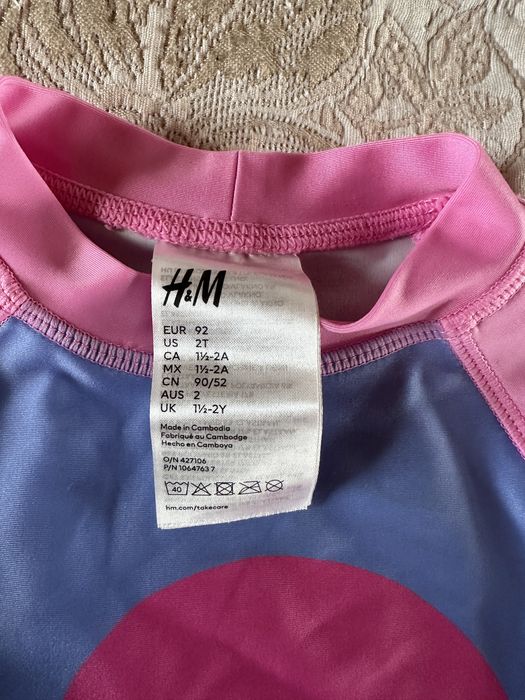 H&M
EUR 92
US 2T
CA 1½-2A
MX 1½-2A
CN 90/52
AUS 2
UK 1½-2Y
Made in Cambodia
Fabriqué au Cambodge
Hecho en Camboya
O/N 427106
P/N 1064763 7
40
hm.com/takecare